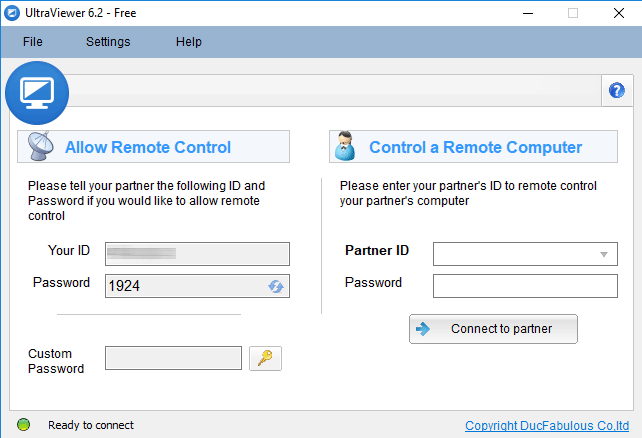 UltraViewer 6.2 - Free
File Settings Help
?
Allow Remote Control
Please tell your partner the following ID and
Password if you would like to allow remote
control
Your ID
Password 1924
Custom
Password
Control a Remote Computer
Please enter your partner's ID to remote control
your partner's computer
Partner ID
Password
Connect to partner
Ready to connect
Copyright DucFabulous Co,ltd